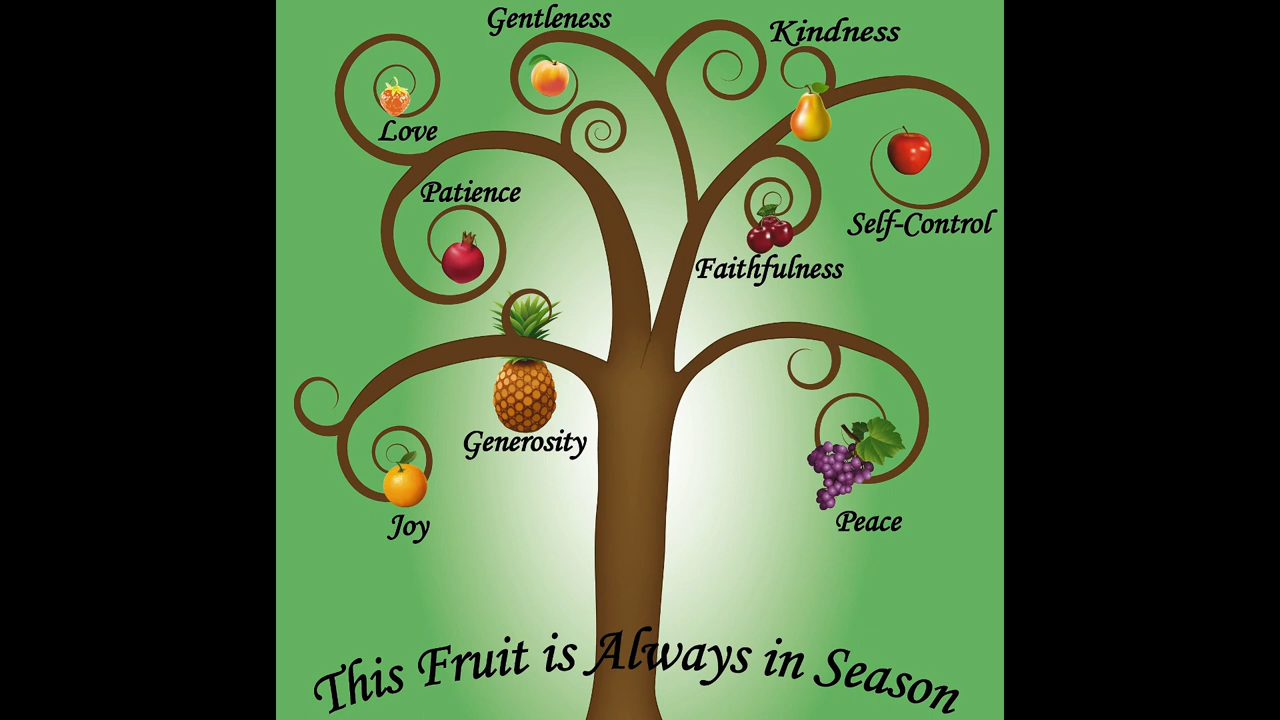 Gentleness
Kindness
Love
Patience
Self-Control
Faithfulness
Generosity
Joy
Peace
This Fruit is Always in Season